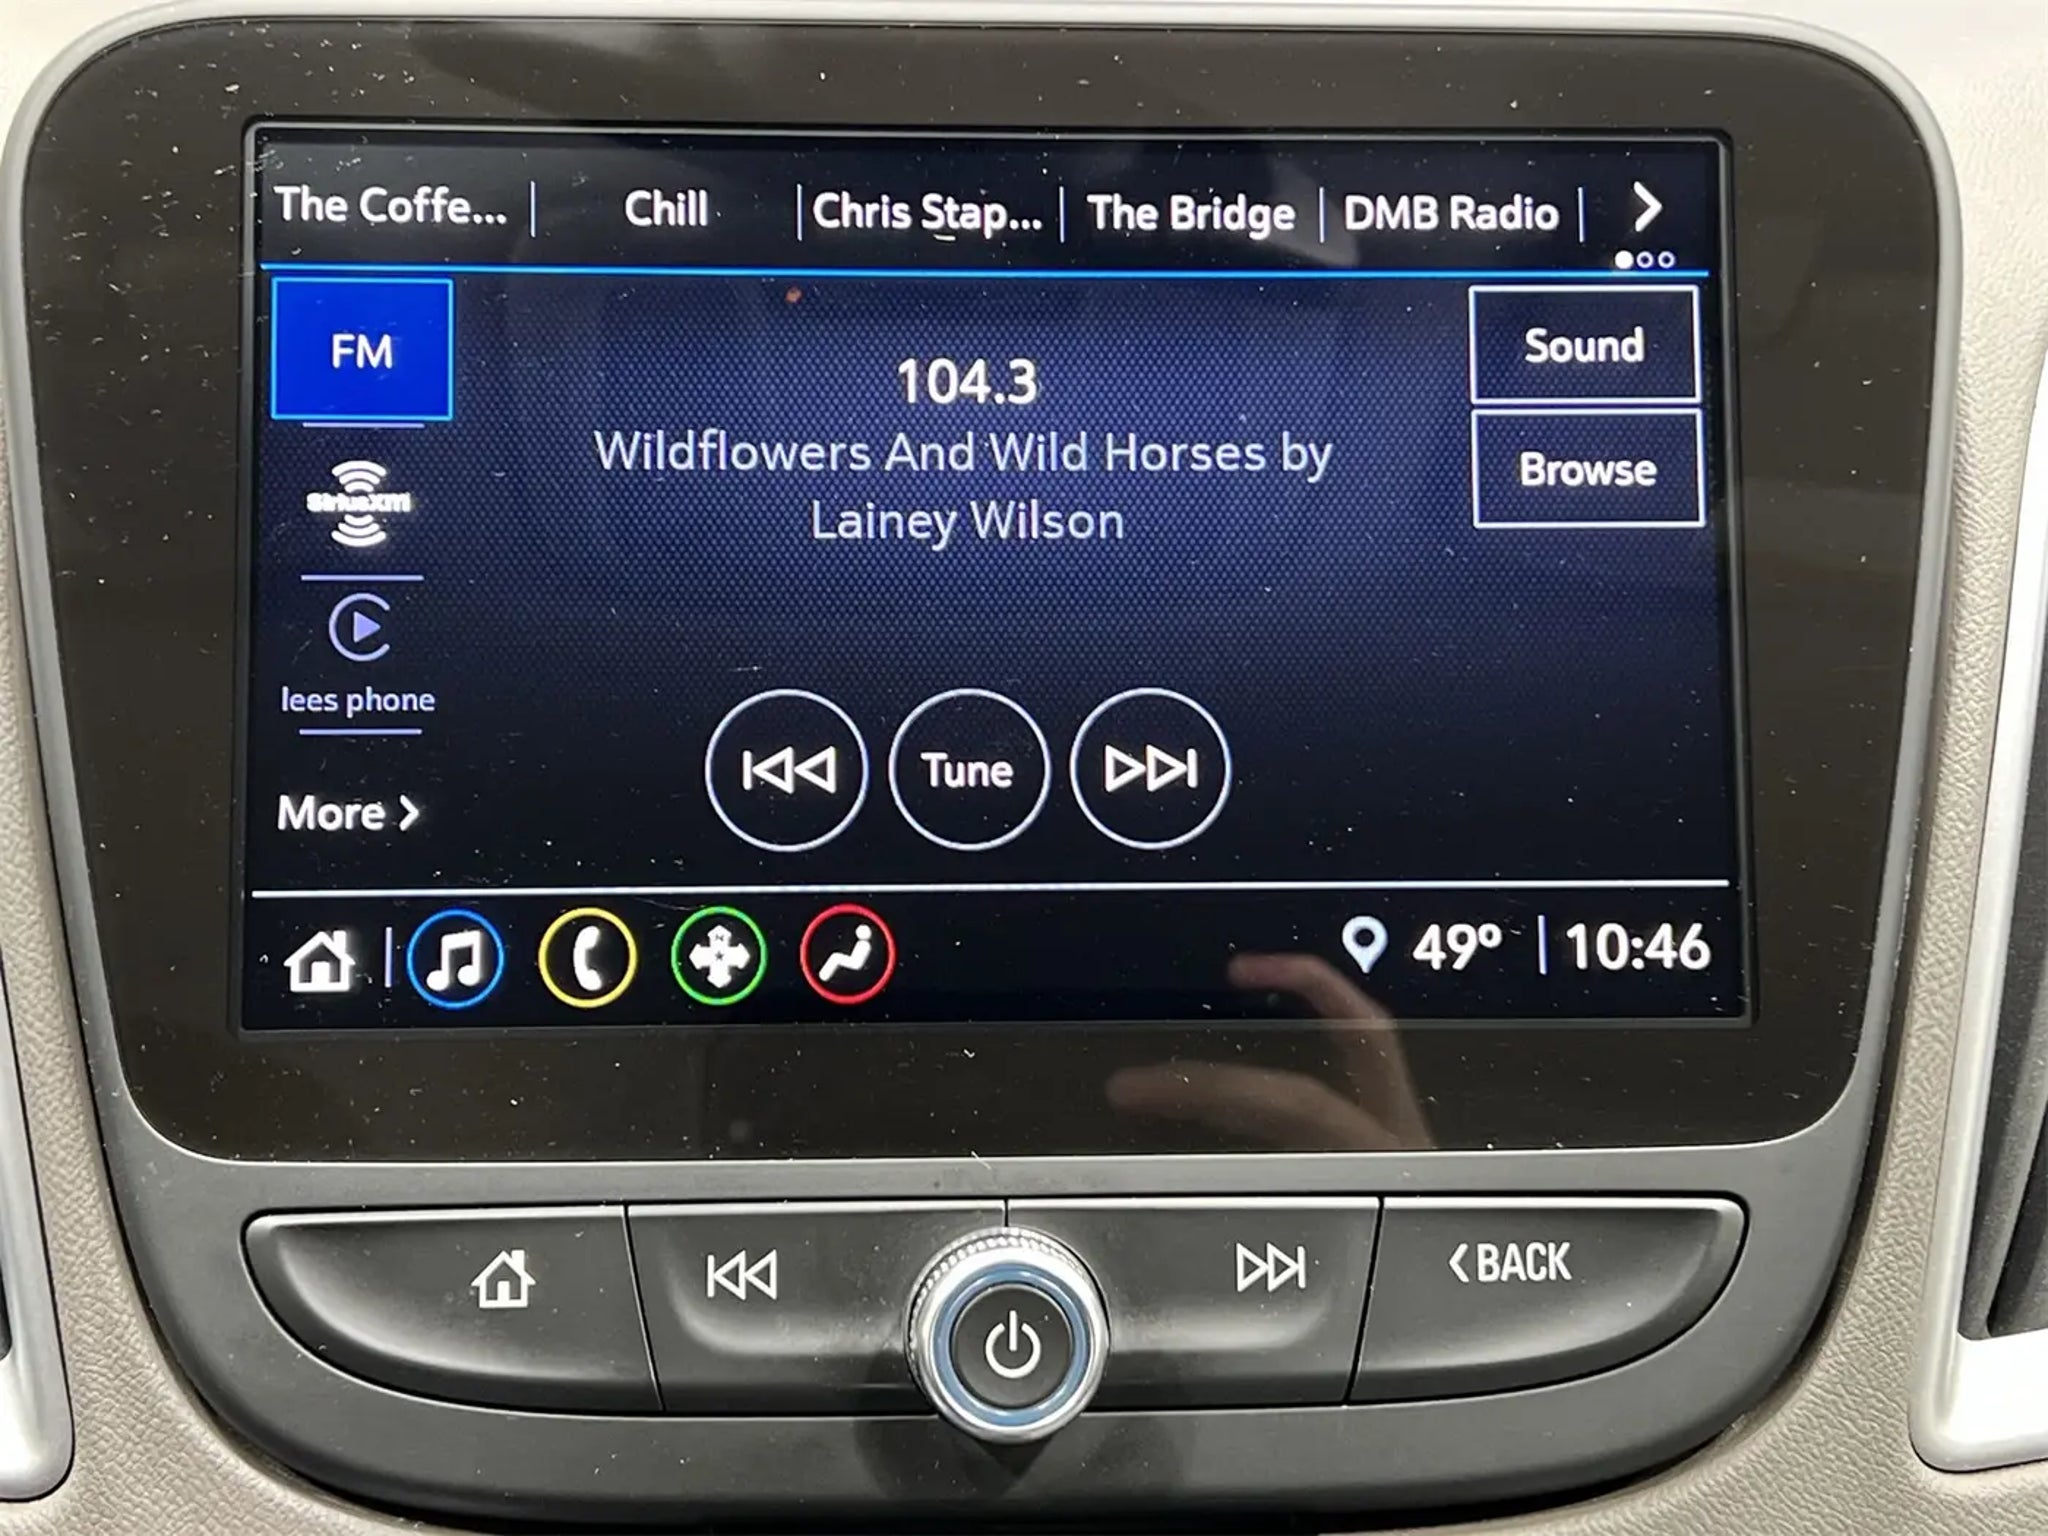 The Coffe... Chill Chris Stap... The Bridge DMB Radio
FM
Sound
104.3
Wildflowers And Wild Horses by
Lainey Wilson
Browse
SiriusXM
lees phone
Tune
More
49° 10:46
BACK